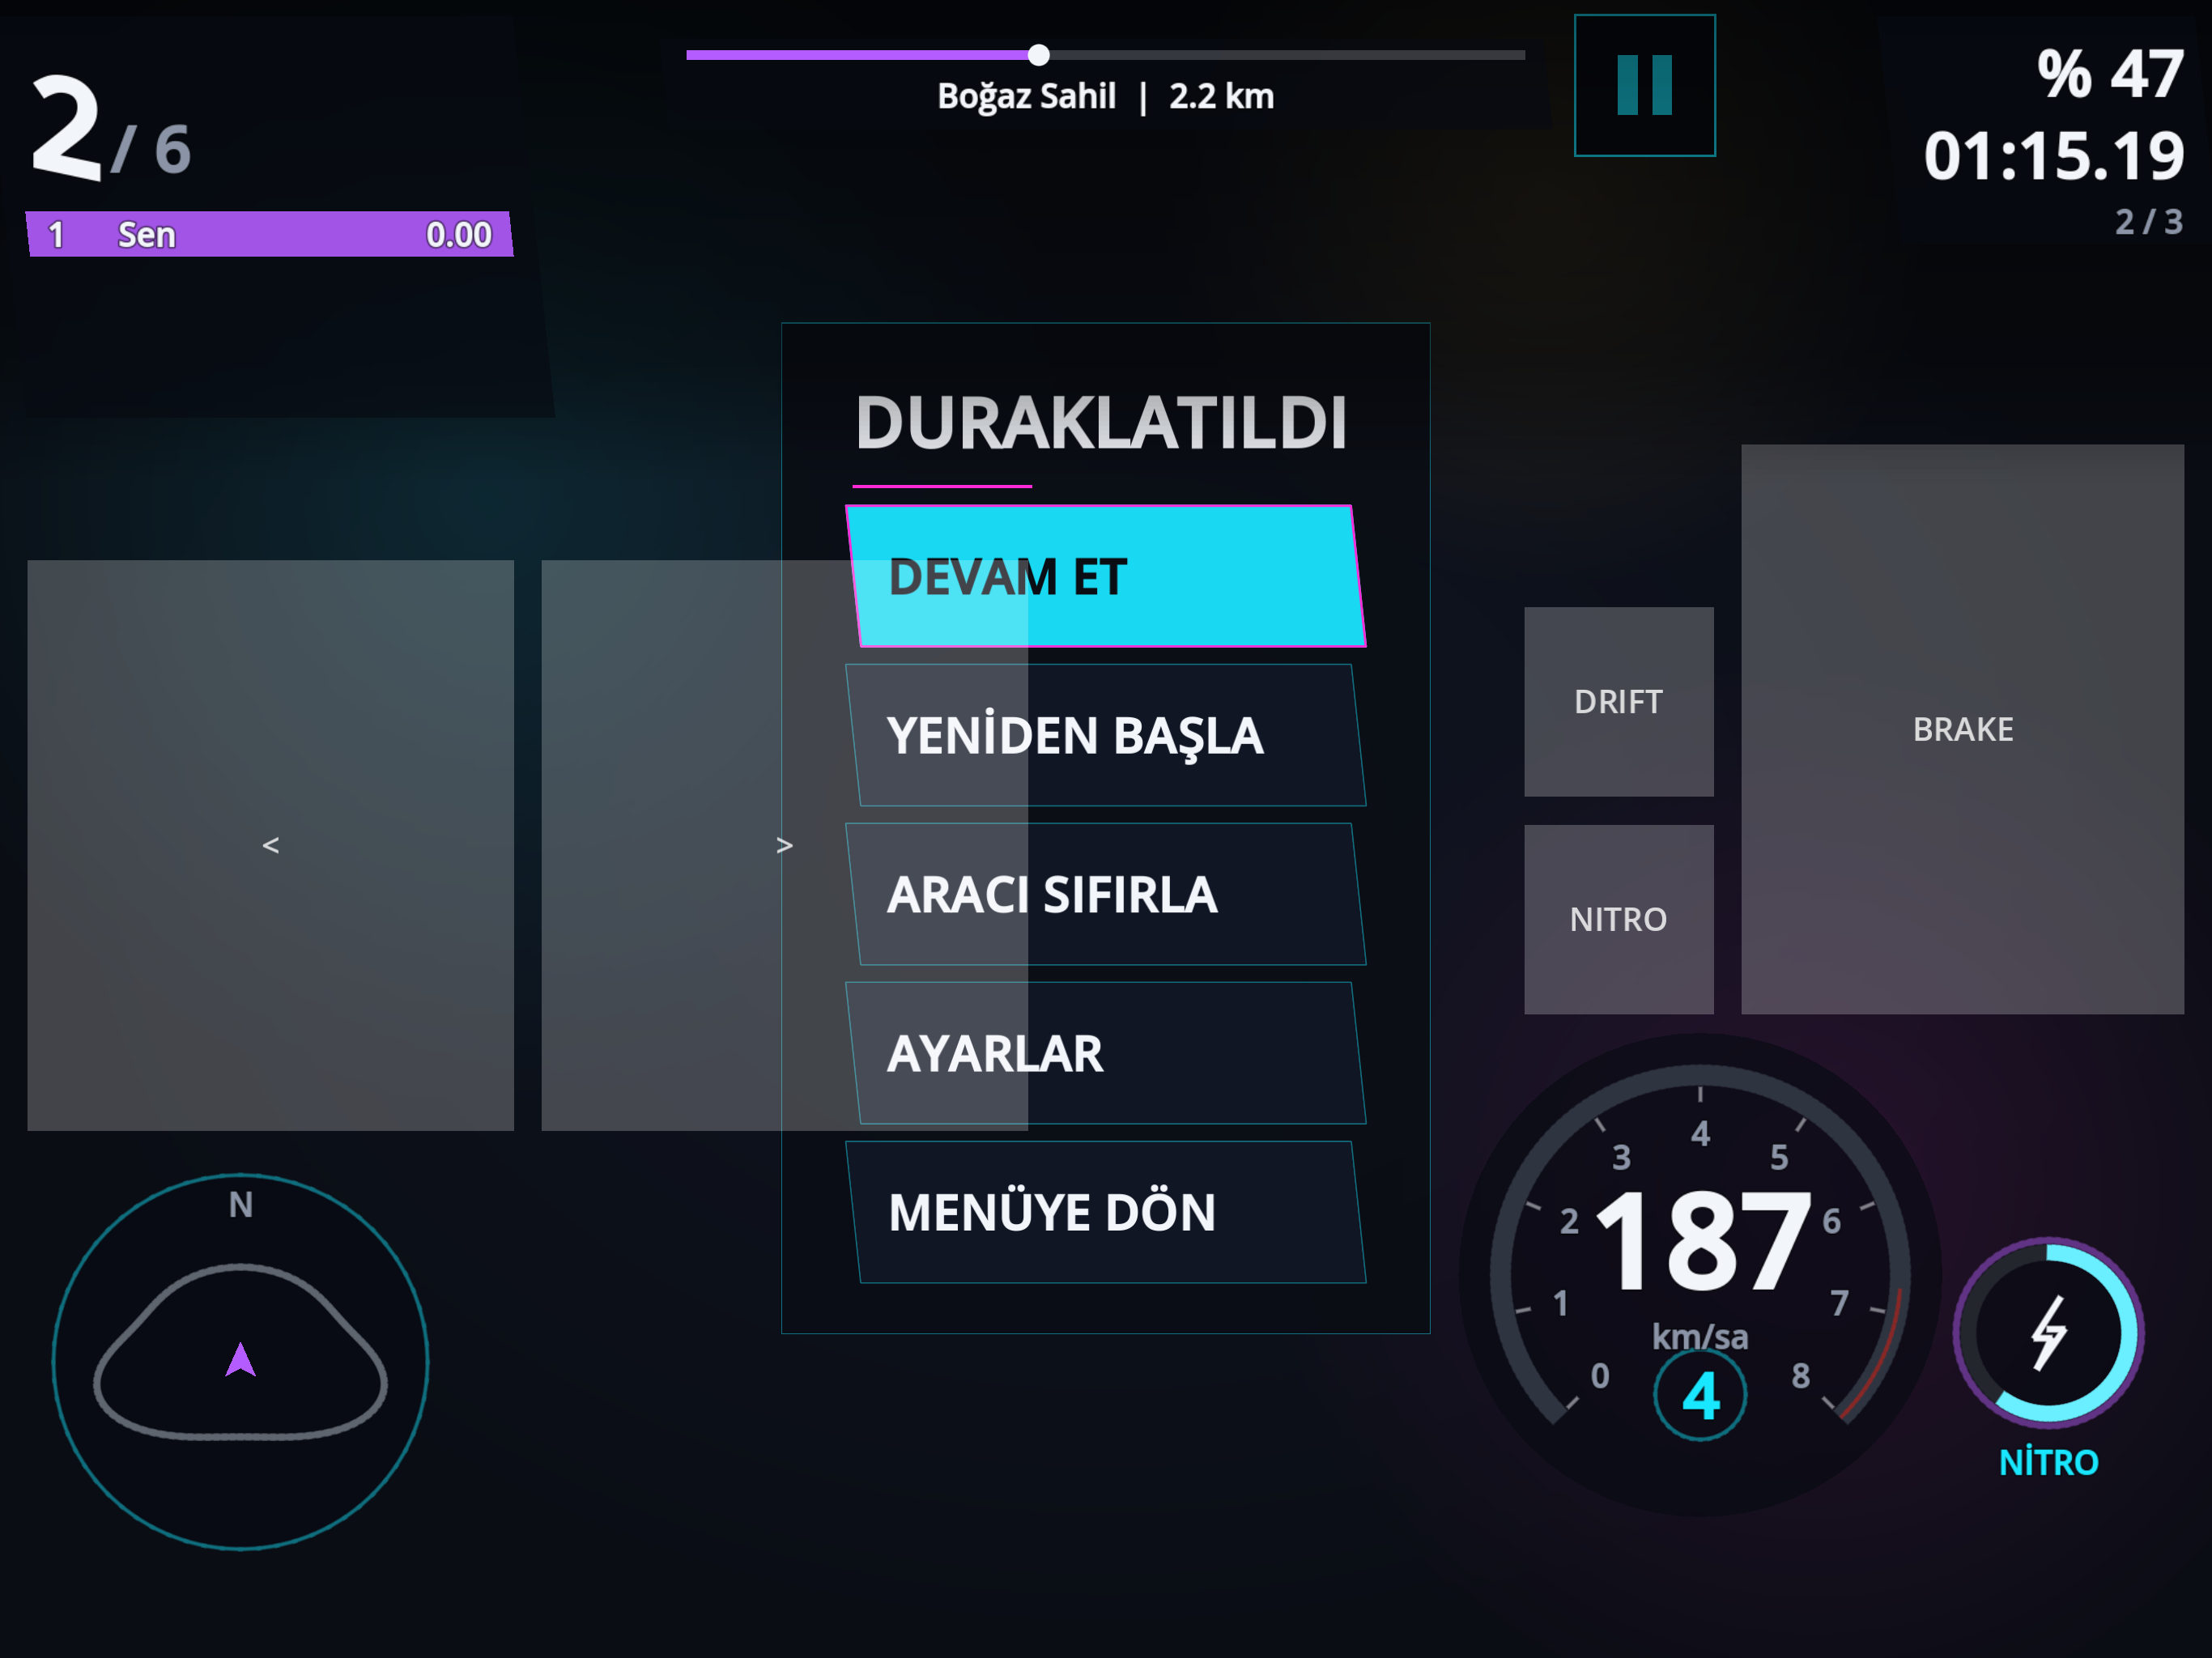 2 / 6
1 Sen 0.00
Boğaz Sahil | 2.2 km
% 47
01:15.19
2 / 3
DURAKLATILDI
DEVAM ET
YENİDEN BAŞLA
ARACI SIFIRLA
AYARLAR
MENÜYE DÖN
<
>
DRIFT
BRAKE
NITRO
N
0 1 2 3 4 5 6 7 8
187
km/sa
4
NİTRO